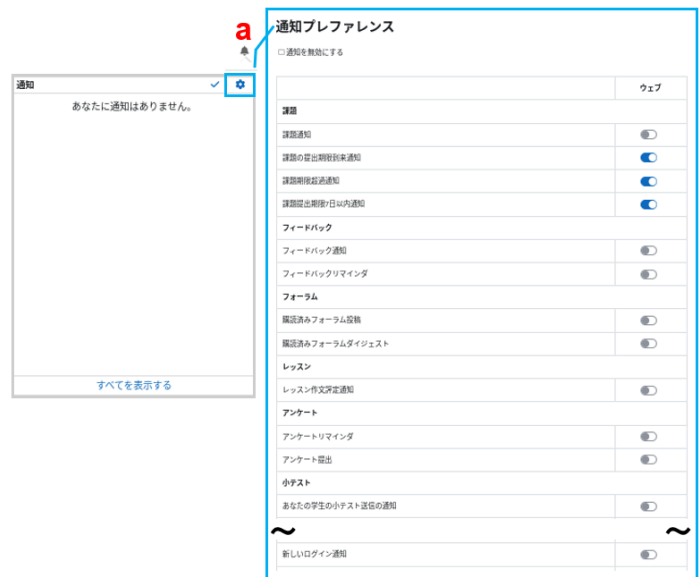 a
通知プレファレンス
通知を無効にする
通知
あなたに通知はありません。
すべてを表示する
ウェブ
課題
課題通知
課題の提出期限到来通知
課題期限超過通知
課題提出期限7日以内通知
フィードバック
フィードバック通知
フィードバックリマインダ
フォーラム
購読済みフォーラム投稿
購読済みフォーラムダイジェスト
レッスン
レッスン作文評定通知
アンケート
アンケートリマインダ
アンケート提出
小テスト
あなたの学生の小テスト送信の通知
〜 〜
新しいログイン通知